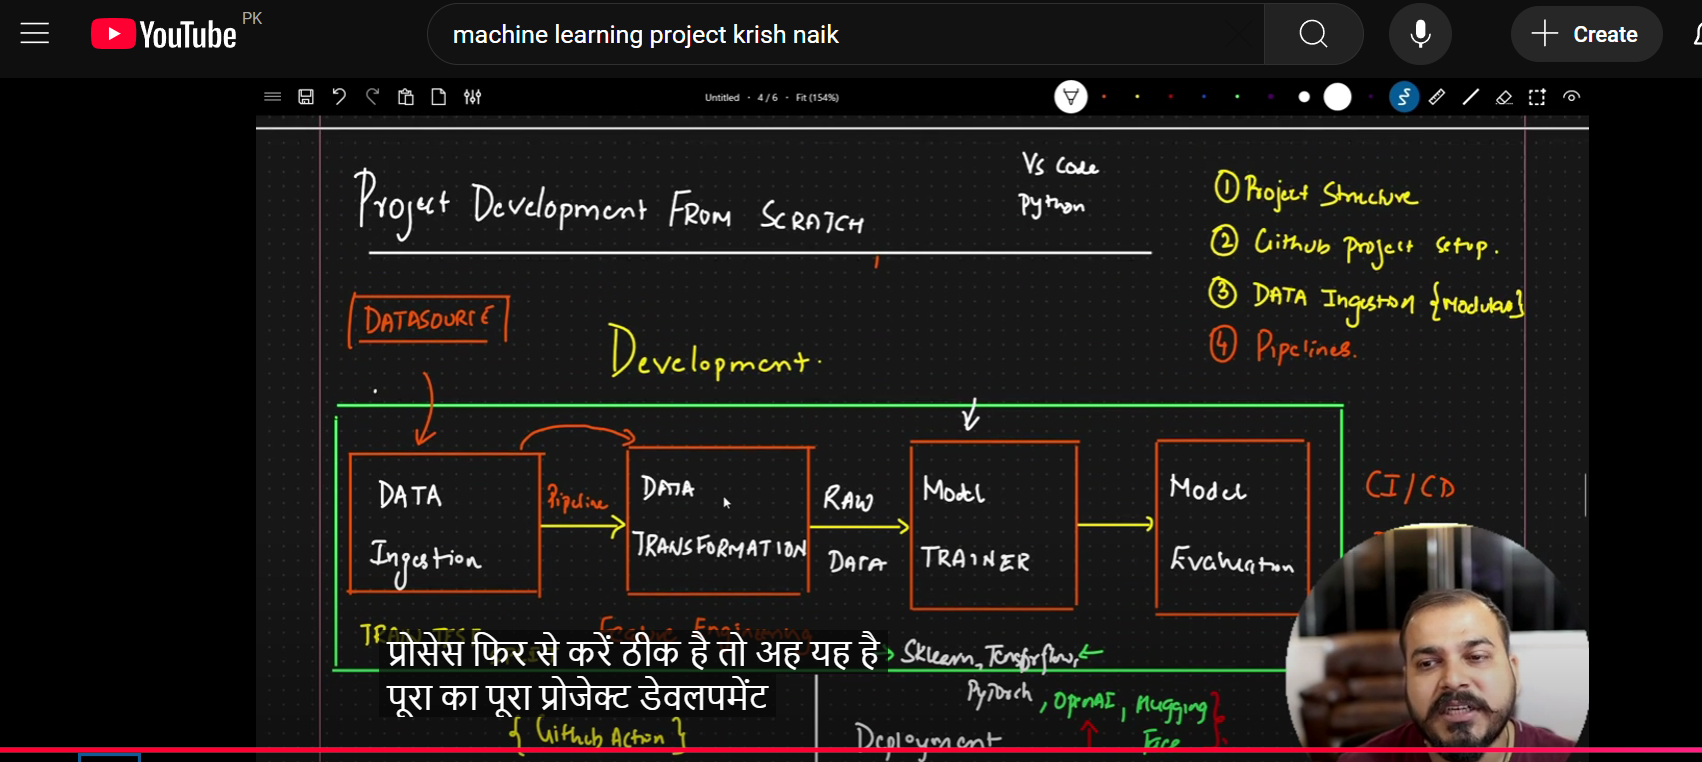 YouTube PK
machine learning project krish naik
Create
Untitled • 4 / 6 • Fit (154%)
Project Development FROM SCRATCH
Vs Code
Python
① Project Structure
② Github project setup.
③ DATA Ingestion {Modular}
④ Pipelines.
DATASOURCE
Development.
DATA
Ingestion
Pipeline
DATA
TRANSFORMATION
RAW
DATA
Model
TRAINER
Model
Evaluation
CI/CD
TRAIN TEST
Feature Engineering
Sklearn, Tensorflow,
PyTorch, OpenAI, Hugging
Face
प्रोसेस फिर से करें ठीक है तो अह यह है
पूरा का पूरा प्रोजेक्ट डेवलपमेंट
{ Github Action }
Deployment